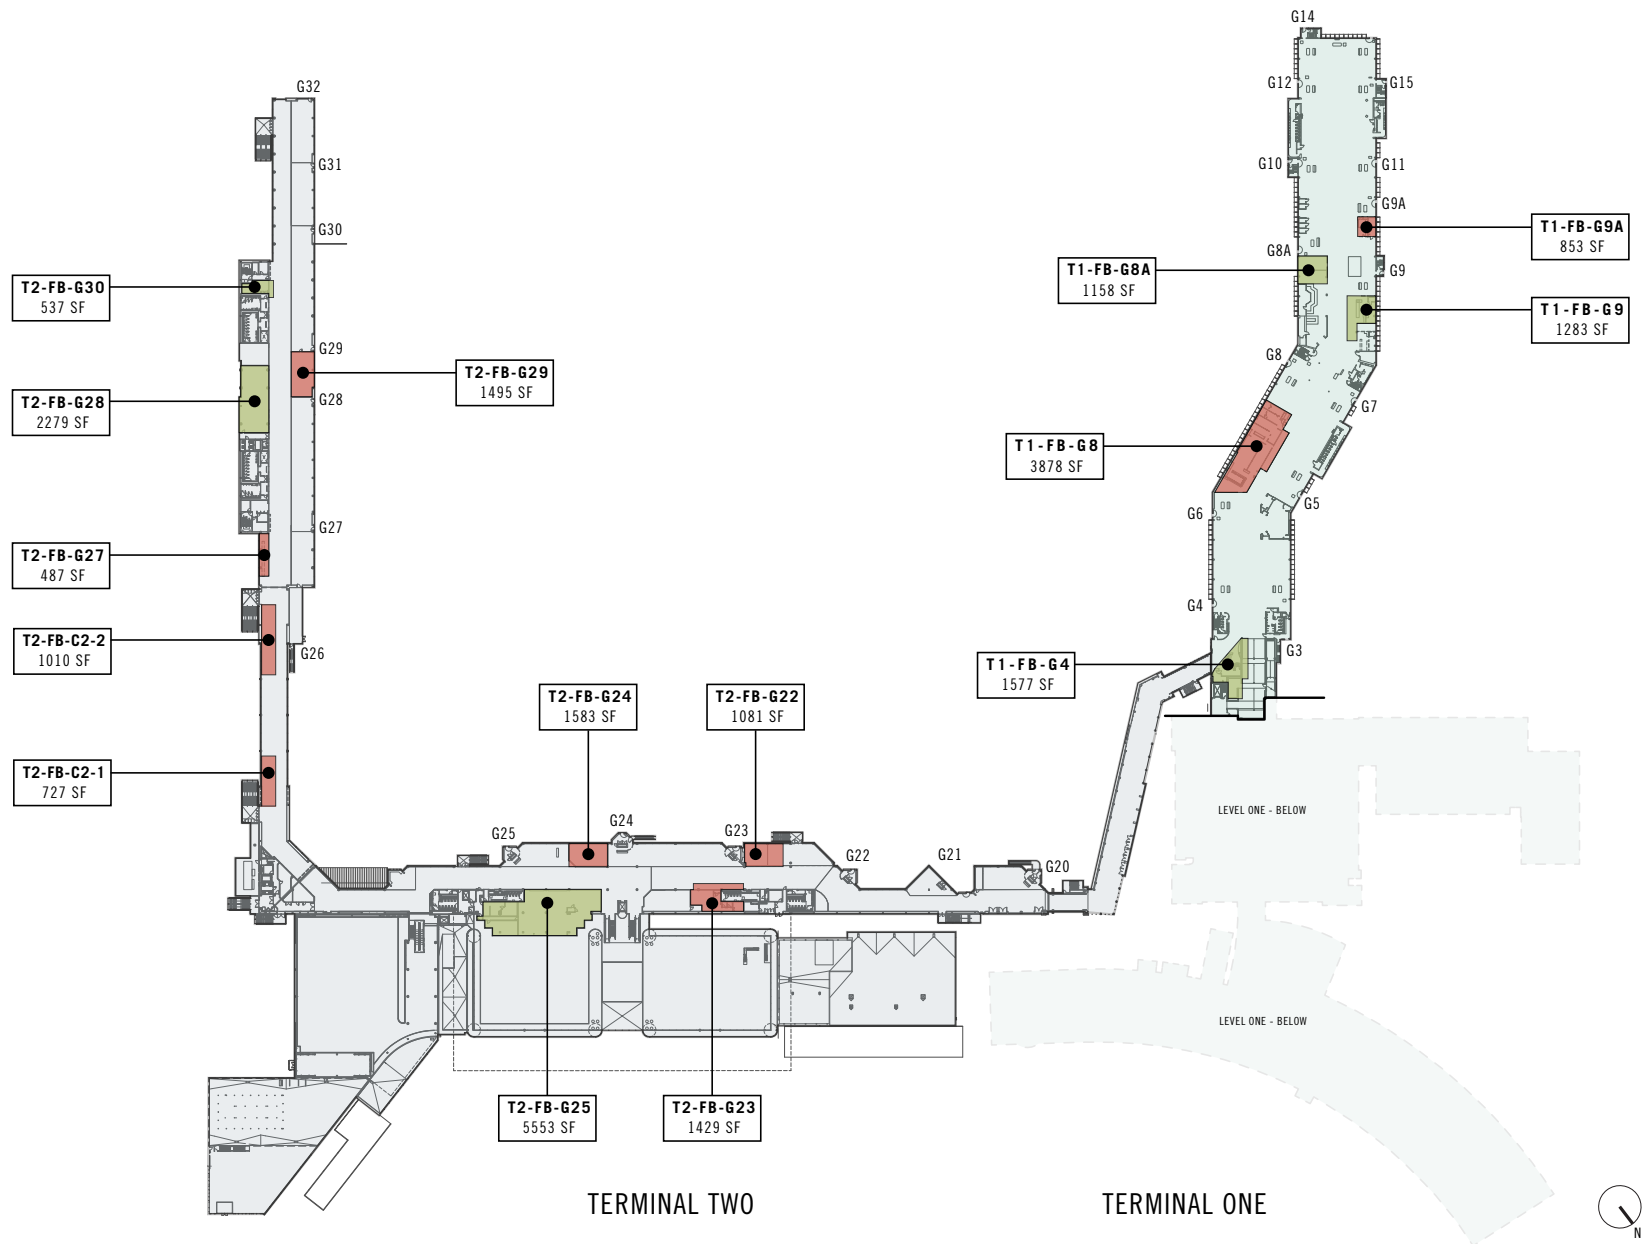 G14
G12
G15
G32
G31
G10
G11
G9A
T1-FB-G9A
853 SF
G30
G8A
T1-FB-G8A
1158 SF
G9
T2-FB-G30
537 SF
T1-FB-G9
1283 SF
G29
G8
T2-FB-G29
1495 SF
T2-FB-G28
2279 SF
G28
G7
T1-FB-G8
3878 SF
G5
G6
G27
T2-FB-G27
487 SF
G4
T2-FB-C2-2
1010 SF
G26
G3
T1-FB-G4
1577 SF
T2-FB-G24
1583 SF
T2-FB-G22
1081 SF
T2-FB-C2-1
727 SF
LEVEL ONE - BELOW
G25
G24
G23
G22
G21
G20
LEVEL ONE - BELOW
T2-FB-G25
5553 SF
T2-FB-G23
1429 SF
TERMINAL TWO
TERMINAL ONE
N